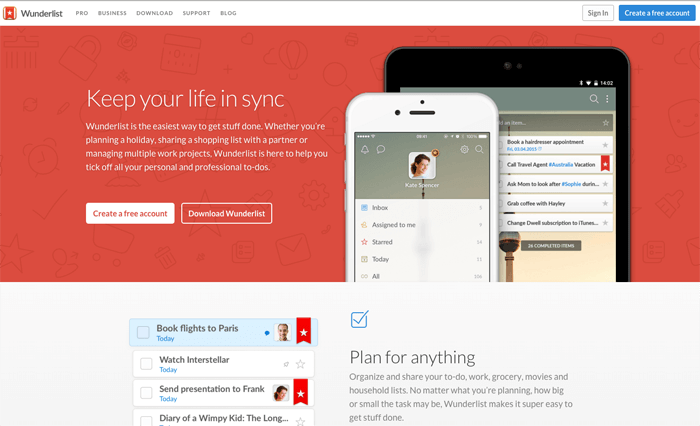 Wunderlist PRO BUSINESS DOWNLOAD SUPPORT BLOG Sign In Create a free account
Keep your life in sync
Wunderlist is the easiest way to get stuff done. Whether you're
planning a holiday, sharing a shopping list with a partner or
managing multiple work projects, Wunderlist is here to help you
tick off all your personal and professional to-dos.
Create a free account Download Wunderlist
08:41
Kate Spencer
Inbox 5
Assigned to me
Starred 14
Today
All 106
14:02
an item...
Book a hairdresser appointment
Fri, 03.04.2015
Call Travel Agent #Australia Vacation
Ask Mom to look after #Sophie durin...
Grab coffee with Hayley
Change Dwell subscription to iTunes...
26 COMPLETED ITEMS
Book flights to Paris
Today
Watch Interstellar
Today
Send presentation to Frank
Today
Diary of a Wimpy Kid: The Long...
Plan for anything
Organize and share your to-do, work, grocery, movies and
household lists. No matter what you're planning, how big
or small the task may be, Wunderlist makes it super easy to
get stuff done.